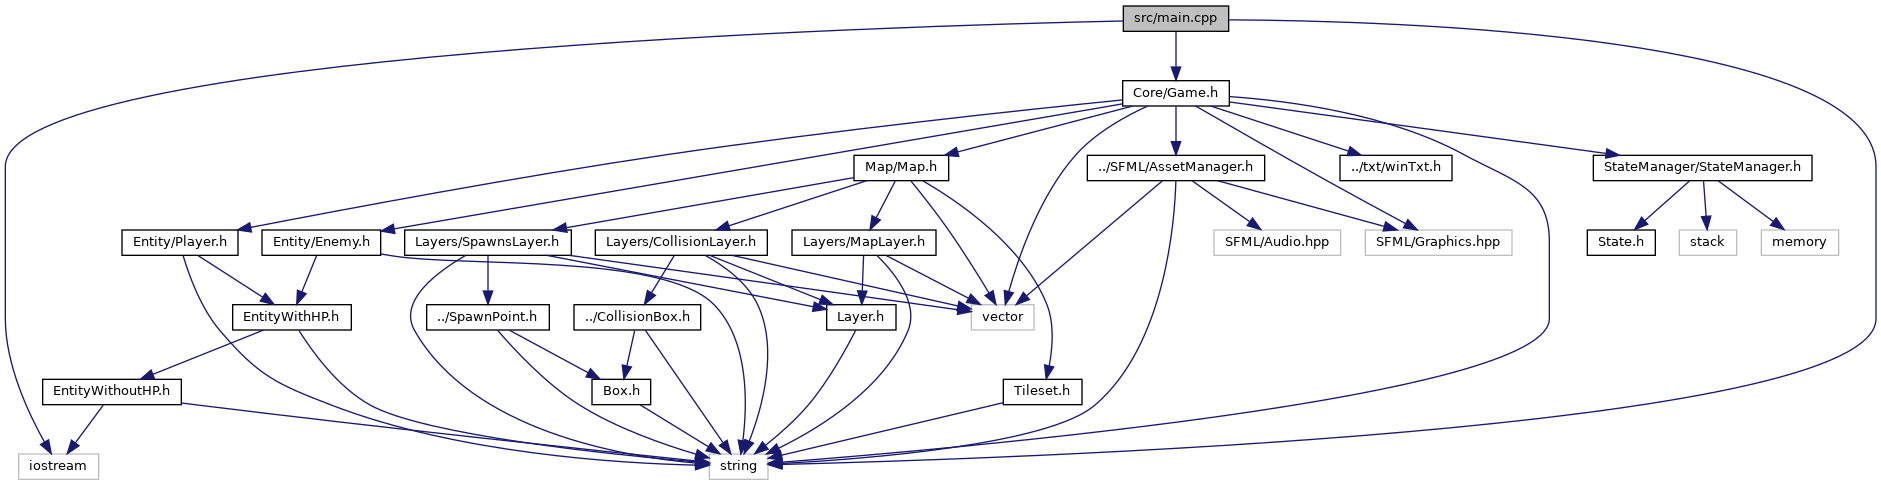 src/main.cpp
Core/Game.h
Map/Map.h
../SFML/AssetManager.h
../txt/winTxt.h
StateManager/StateManager.h
Entity/Player.h
Entity/Enemy.h
Layers/SpawnsLayer.h
Layers/CollisionLayer.h
Layers/MapLayer.h
SFML/Audio.hpp
SFML/Graphics.hpp
State.h
stack
memory
EntityWithHP.h
../SpawnPoint.h
../CollisionBox.h
Layer.h
vector
EntityWithoutHP.h
Box.h
Tileset.h
iostream
string